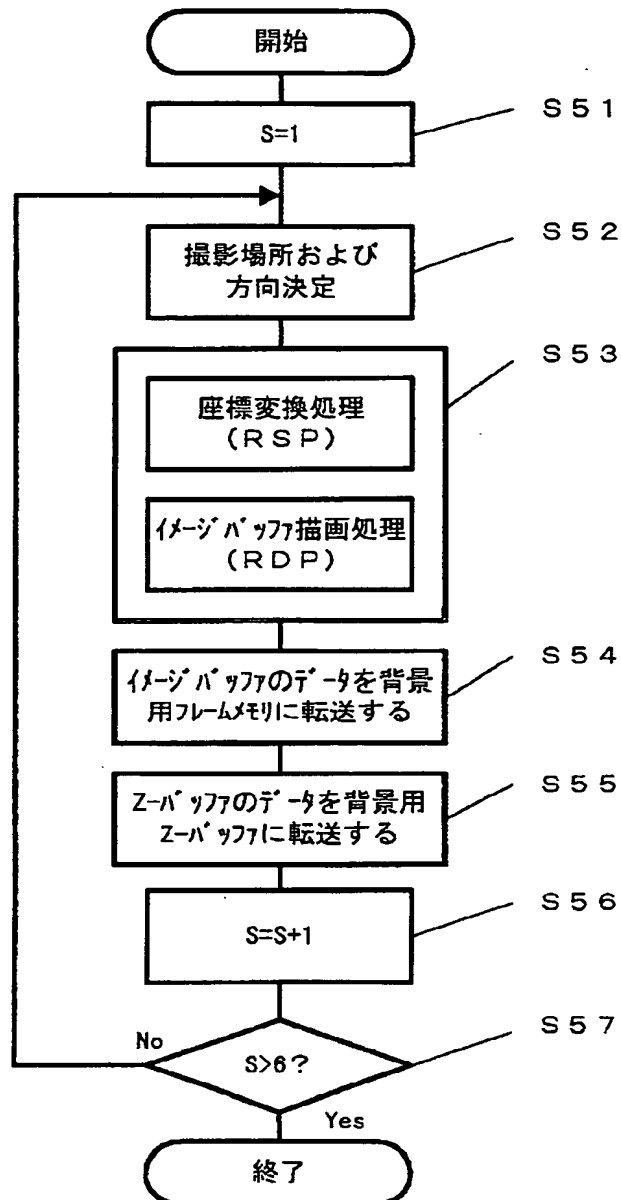 開始
S=1
S51
撮影場所および
方向決定
S52
S53
座標変換処理
(RSP)
イメージバッファ描画処理
(RDP)
イメージバッファのデータを背景
用フレームメモリに転送する
S54
Z-バッファのデータを背景用
Z-バッファに転送する
S55
S=S+1
S56
S>6?
S57
No
Yes
終了